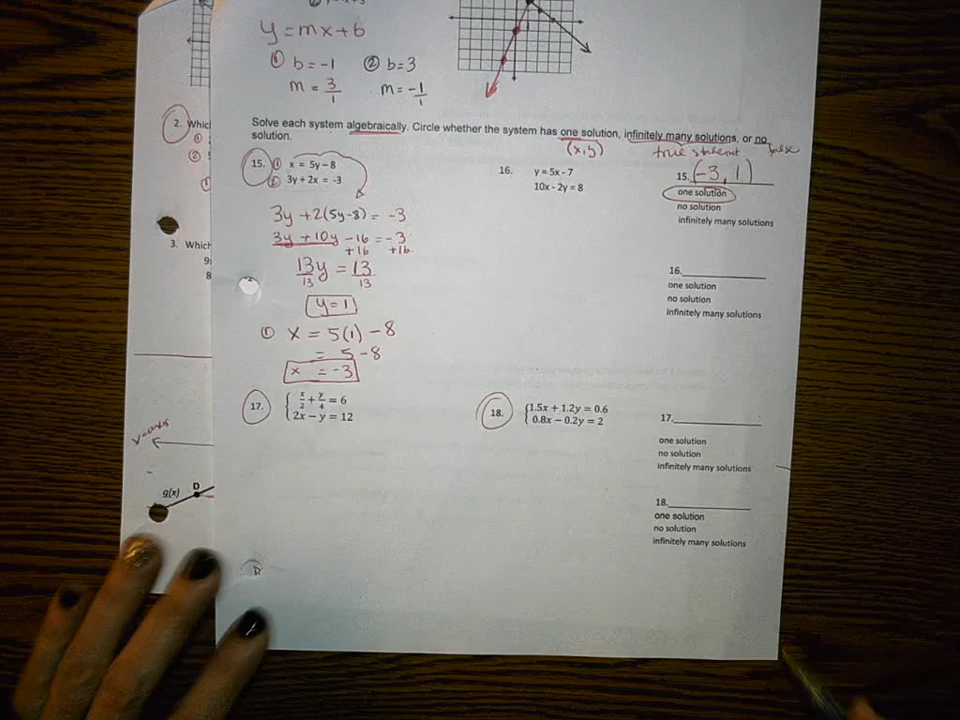 y = mx + b
① b = -1 ② b = 3
m = 3/1 m = -1/1
Solve each system algebraically. Circle whether the system has one solution, infinitely many solutions, or no
solution.
(x,y) true statement false
15. ① x = 5y – 8
② 3y + 2x = -3
3y + 2(5y-8) = -3
3y + 10y - 16 = -3
+16 +16
13y = 13
13 13
y = 1
① x = 5(1) - 8
= 5 - 8
x = -3
16. y = 5x - 7
10x - 2y = 8
15. (-3, 1)
one solution
no solution
infinitely many solutions
16.
one solution
no solution
infinitely many solutions
17. x/2 + y/4 = 6
2x − y = 12
18. 1.5x + 1.2y = 0.6
0.8x − 0.2y = 2
17.
one solution
no solution
infinitely many solutions
18.
one solution
no solution
infinitely many solutions
2. Whic
①
②
3. Which
9
8
y-axis
g(x) D